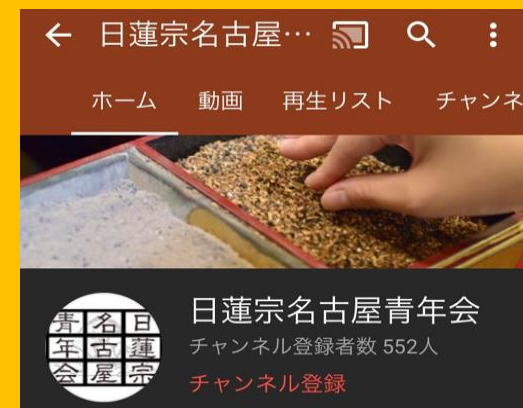 日蓮宗名古屋…
ホーム 動画 再生リスト チャンネ
日蓮宗名古屋青年会
チャンネル登録者数 552人
チャンネル登録
青名日
年古蓮
会屋宗